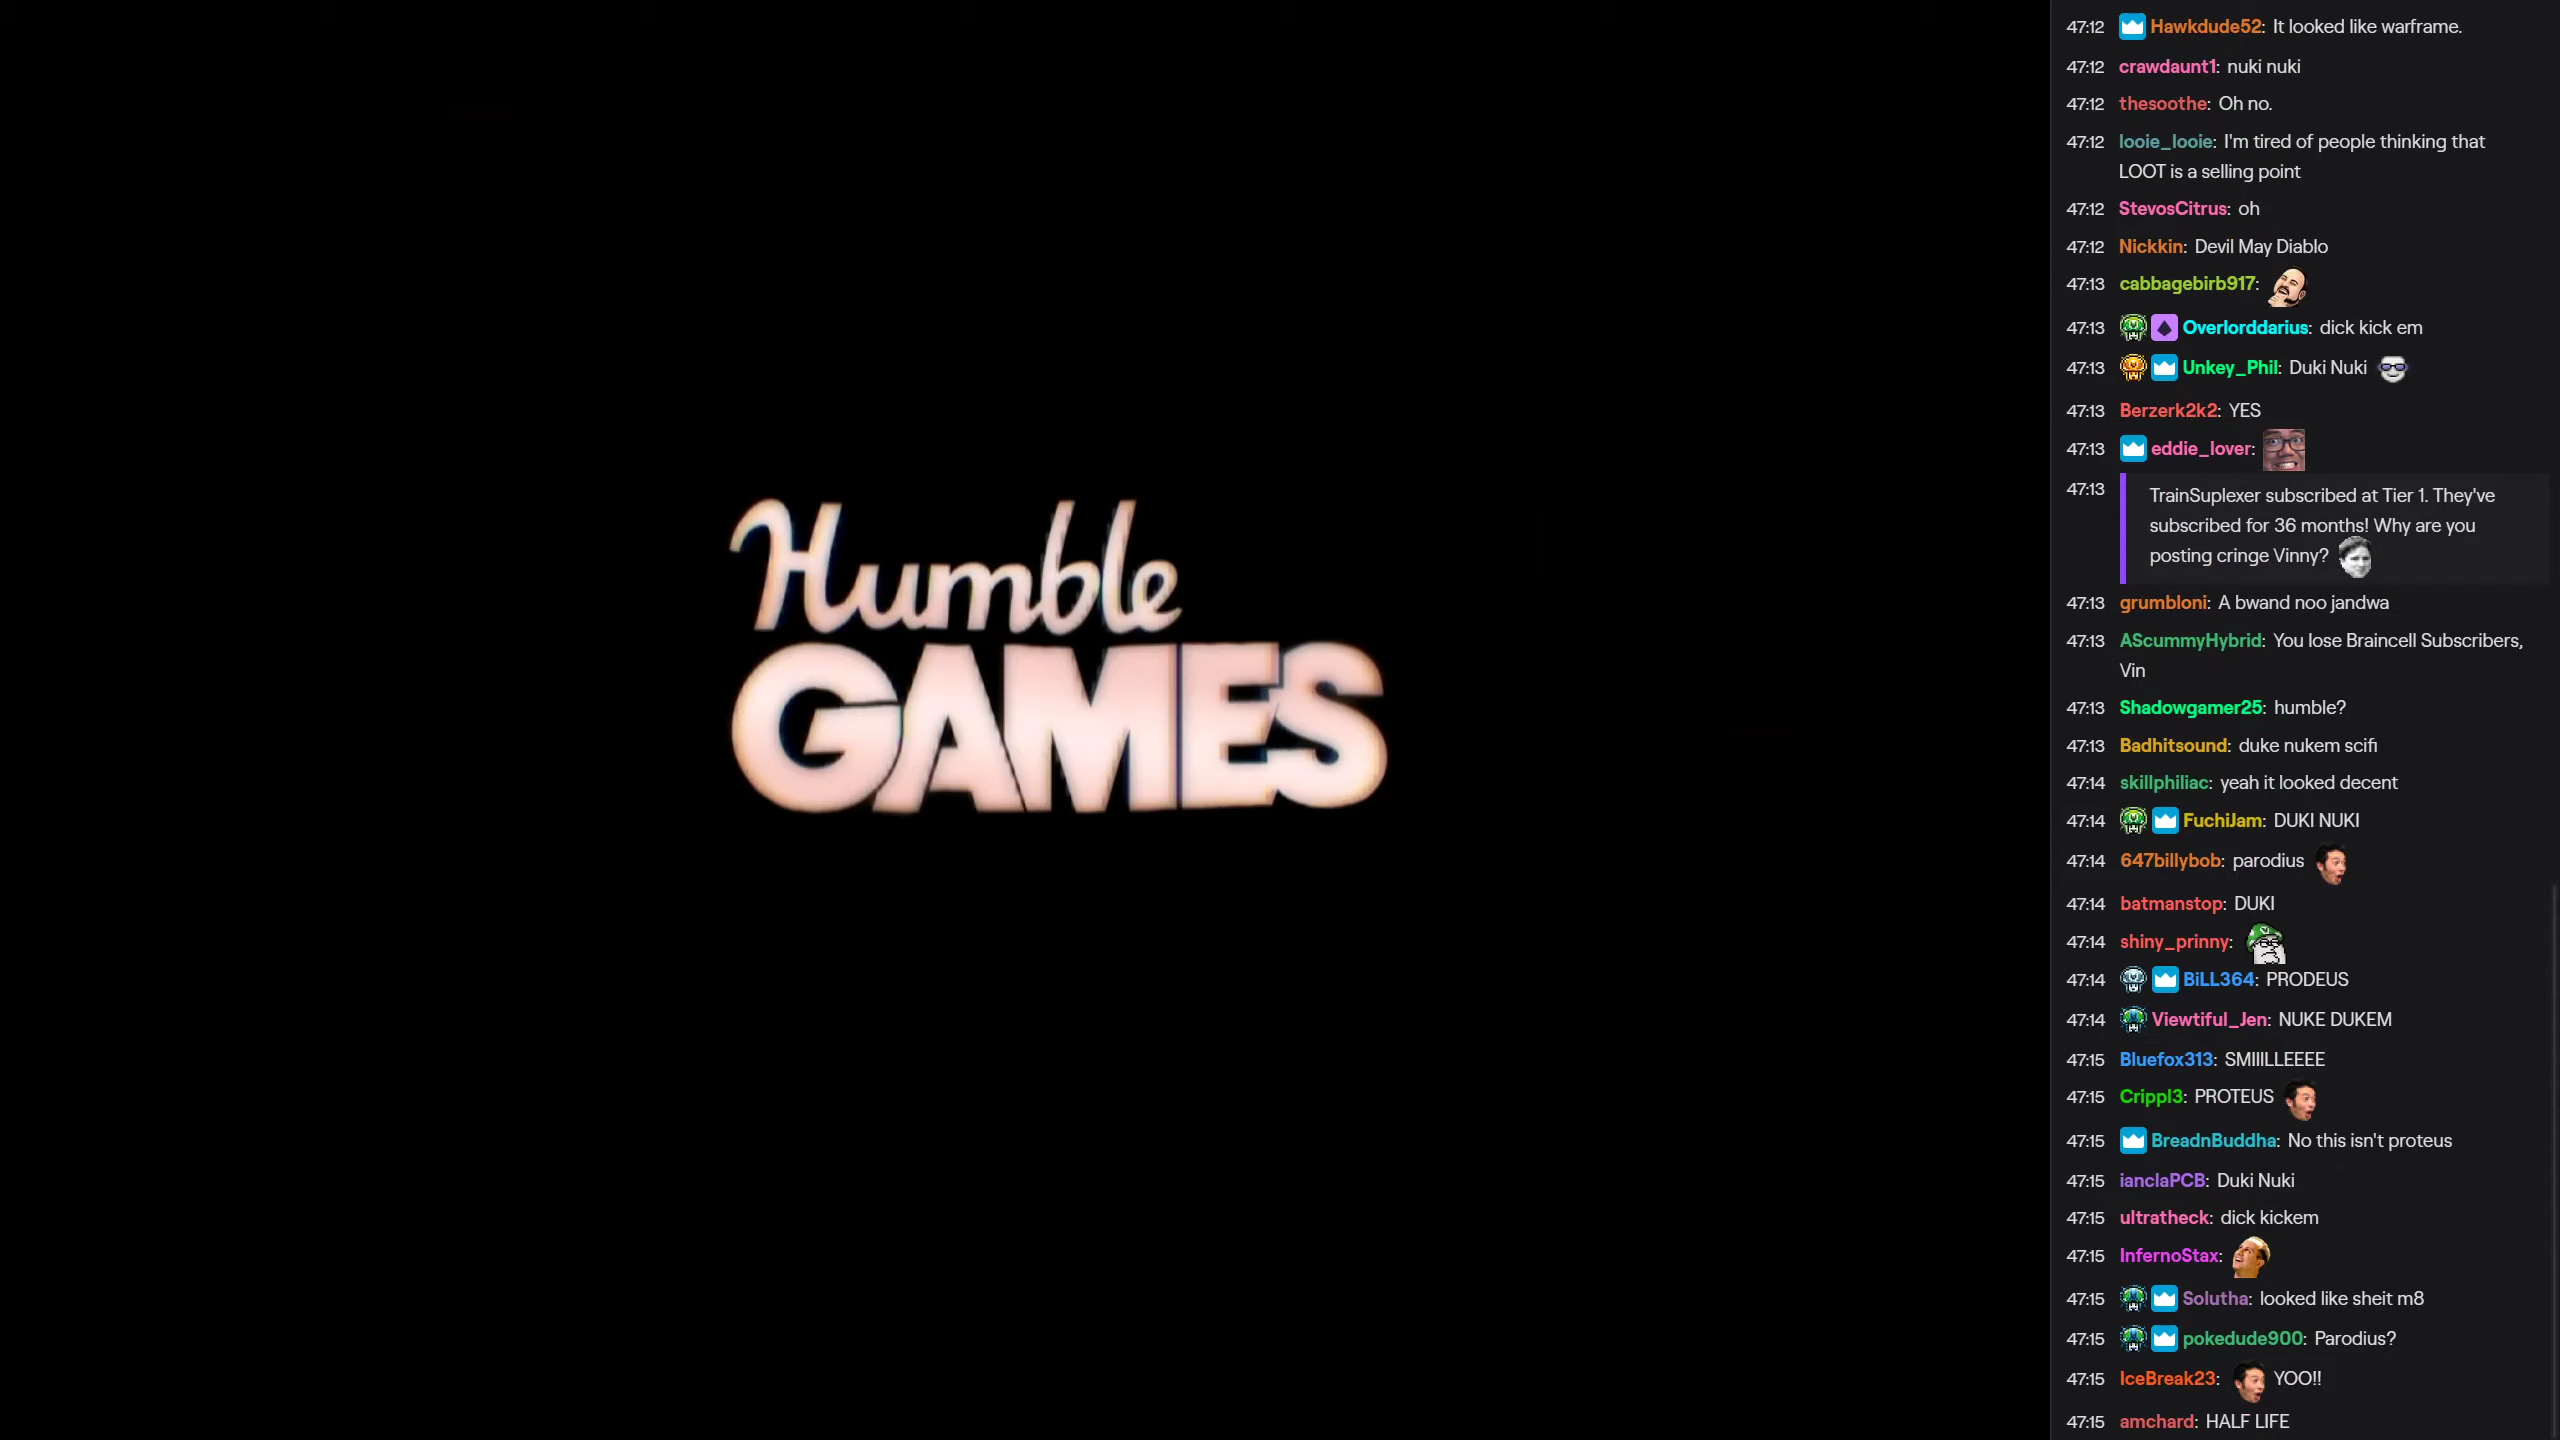 Humble
GAMES
47:12 Hawkdude52: It looked like warframe.
47:12 crawdaunt1: nuki nuki
47:12 thesoothe: Oh no.
47:12 looie_looie: I'm tired of people thinking that
LOOT is a selling point
47:12 StevosCitrus: oh
47:12 Nickkin: Devil May Diablo
47:13 cabbagebirb917:
47:13 Overlorddarius: dick kick em
47:13 Unkey_Phil: Duki Nuki
47:13 Berzerk2k2: YES
47:13 eddie_lover:
47:13 TrainSuplexer subscribed at Tier 1. They've
subscribed for 36 months! Why are you
posting cringe Vinny?
47:13 grumbloni: A bwand noo jandwa
47:13 AScummyHybrid: You lose Braincell Subscribers,
Vin
47:13 Shadowgamer25: humble?
47:13 Badhitsound: duke nukem scifi
47:14 skillphiliac: yeah it looked decent
47:14 FuchiJam: DUKI NUKI
47:14 647billybob: parodius
47:14 batmanstop: DUKI
47:14 shiny_prinny:
47:14 BiLL364: PRODEUS
47:14 Viewtiful_Jen: NUKE DUKEM
47:15 Bluefox313: SMIIILLEEEE
47:15 Crippl3: PROTEUS
47:15 BreadnBuddha: No this isn't proteus
47:15 ianclaPCB: Duki Nuki
47:15 ultratheck: dick kickem
47:15 InfernoStax:
47:15 Solutha: looked like sheit m8
47:15 pokedude900: Parodius?
47:15 IceBreak23: YOO!!
47:15 amchard: HALF LIFE